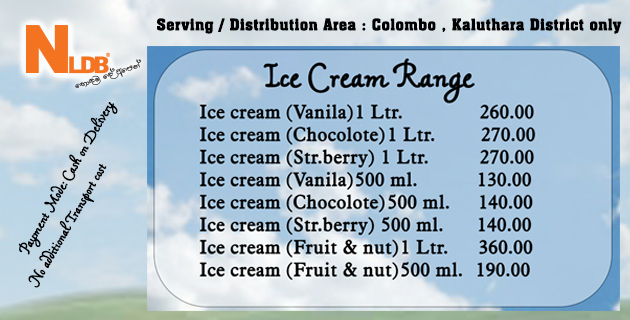 Serving / Distribution Area : Colombo , Kaluthara District only
NLDB
Payment Mode: Cash on Delivery
No additional Transport cast
Ice Cream Range
Ice cream (Vanila)1 Ltr. 260.00
Ice cream (Chocolote)1 Ltr. 270.00
Ice cream (Str.berry) 1 Ltr. 270.00
Ice cream (Vanila)500 ml. 130.00
Ice cream (Chocolote)500 ml. 140.00
Ice cream (Str.berry) 500 ml. 140.00
Ice cream (Fruit & nut)1 Ltr. 360.00
Ice cream (Fruit & nut)500 ml. 190.00